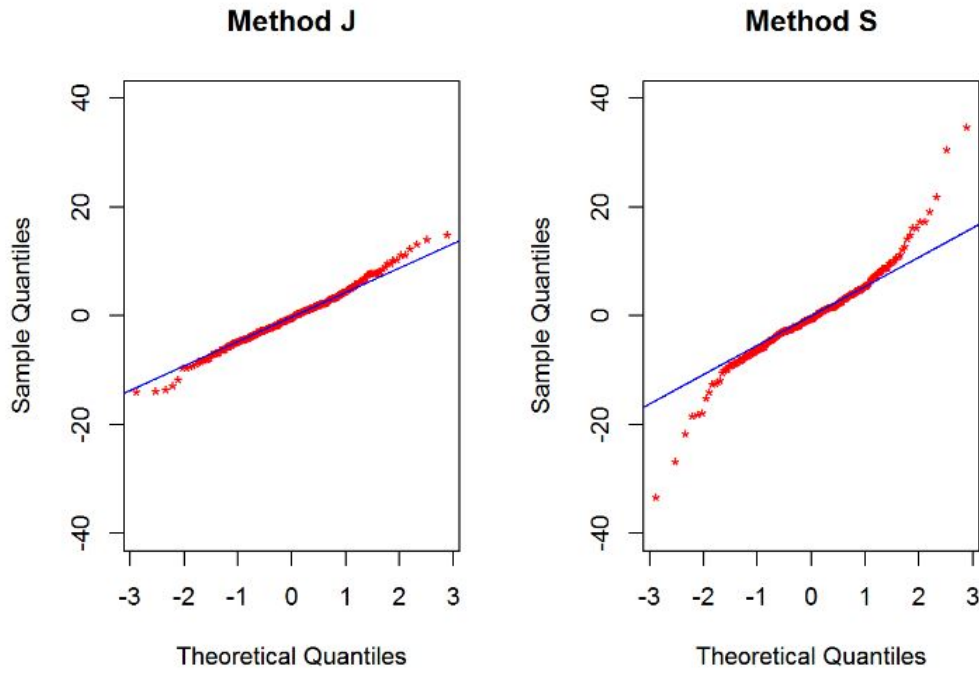 Method J
Method S
Sample Quantiles
40
20
0
-20
-40
-3 -2 -1 0 1 2 3
Theoretical Quantiles
Sample Quantiles
40
20
0
-20
-40
-3 -2 -1 0 1 2 3
Theoretical Quantiles